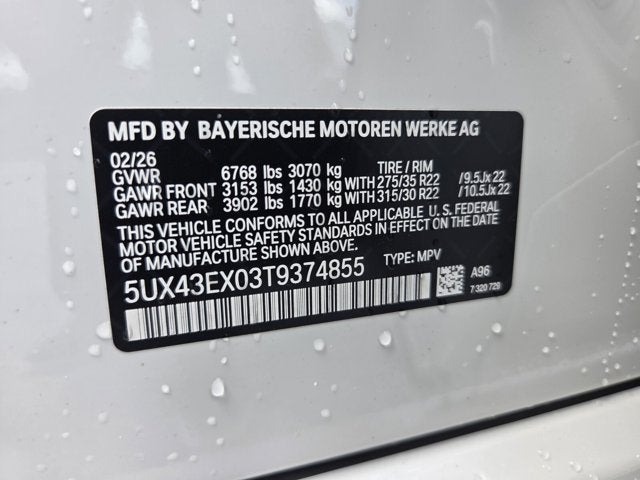 MFD BY BAYERISCHE MOTOREN WERKE AG
02/26
GVWR 6768 lbs 3070 kg TIRE / RIM
GAWR FRONT 3153 lbs 1430 kg WITH 275/35 R22 /9.5Jx22
GAWR REAR 3902 lbs 1770 kg WITH 315/30 R22 /10.5Jx22
THIS VEHICLE CONFORMS TO ALL APPLICABLE U.S. FEDERAL
MOTOR VEHICLE SAFETY STANDARDS IN EFFECT ON THE DATE
OF MANUFACTURE SHOWN ABOVE.
5UX43EX03T9374855 TYPE: MPV
A96
7 320 729